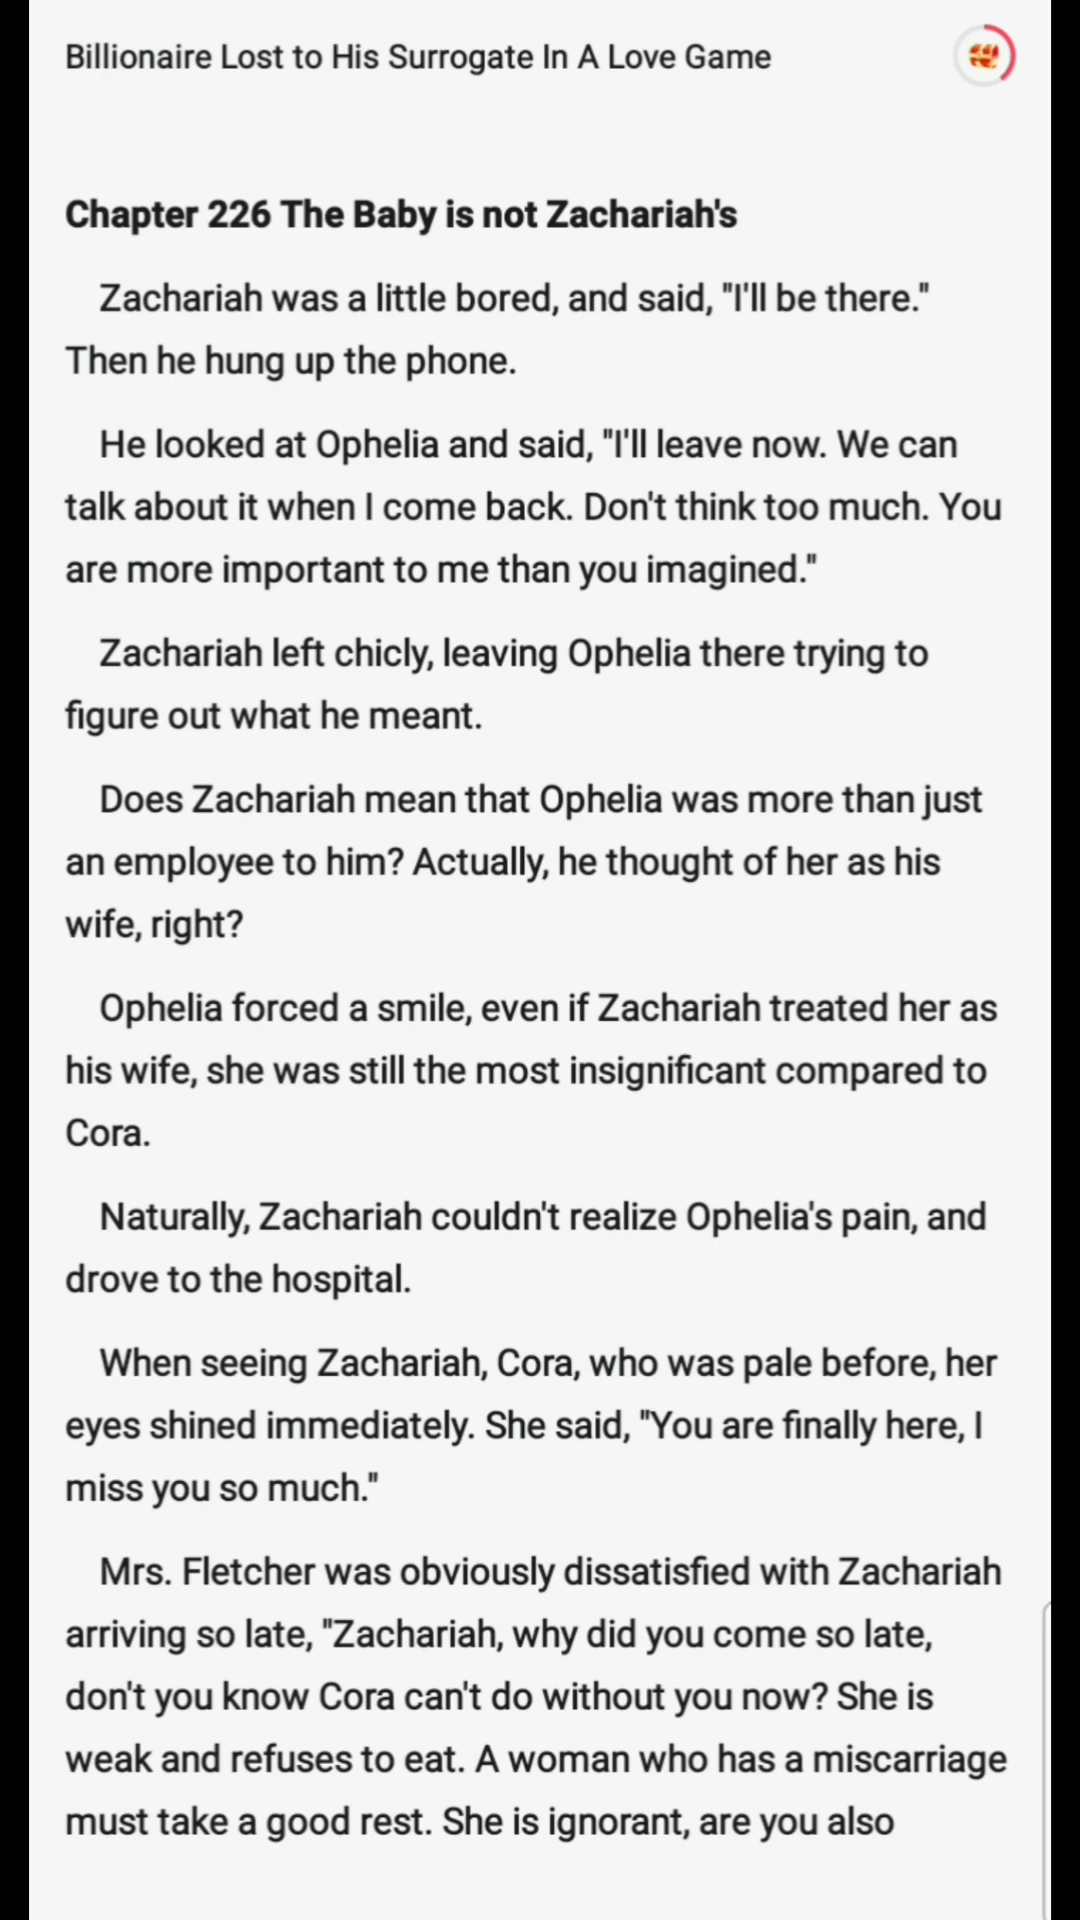 Billionaire Lost to His Surrogate In A Love Game
Chapter 226 The Baby is not Zachariah's
Zachariah was a little bored, and said, "I'll be there."
Then he hung up the phone.
He looked at Ophelia and said, "I'll leave now. We can
talk about it when I come back. Don't think too much. You
are more important to me than you imagined."
Zachariah left chicly, leaving Ophelia there trying to
figure out what he meant.
Does Zachariah mean that Ophelia was more than just
an employee to him? Actually, he thought of her as his
wife, right?
Ophelia forced a smile, even if Zachariah treated her as
his wife, she was still the most insignificant compared to
Cora.
Naturally, Zachariah couldn't realize Ophelia's pain, and
drove to the hospital.
When seeing Zachariah, Cora, who was pale before, her
eyes shined immediately. She said, "You are finally here, I
miss you so much."
Mrs. Fletcher was obviously dissatisfied with Zachariah
arriving so late, "Zachariah, why did you come so late,
don't you know Cora can't do without you now? She is
weak and refuses to eat. A woman who has a miscarriage
must take a good rest. She is ignorant, are you also